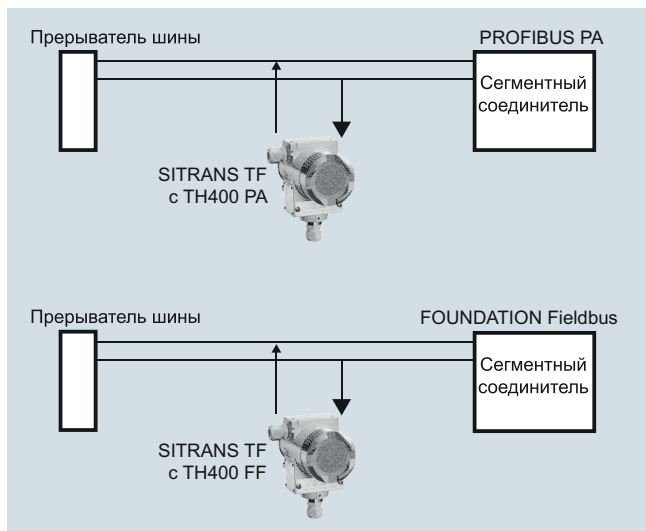 Прерыватель шины
PROFIBUS PA
Сегментный
соединитель
SITRANS TF
с TH400 PA
Прерыватель шины
FOUNDATION Fieldbus
Сегментный
соединитель
SITRANS TF
с TH400 FF